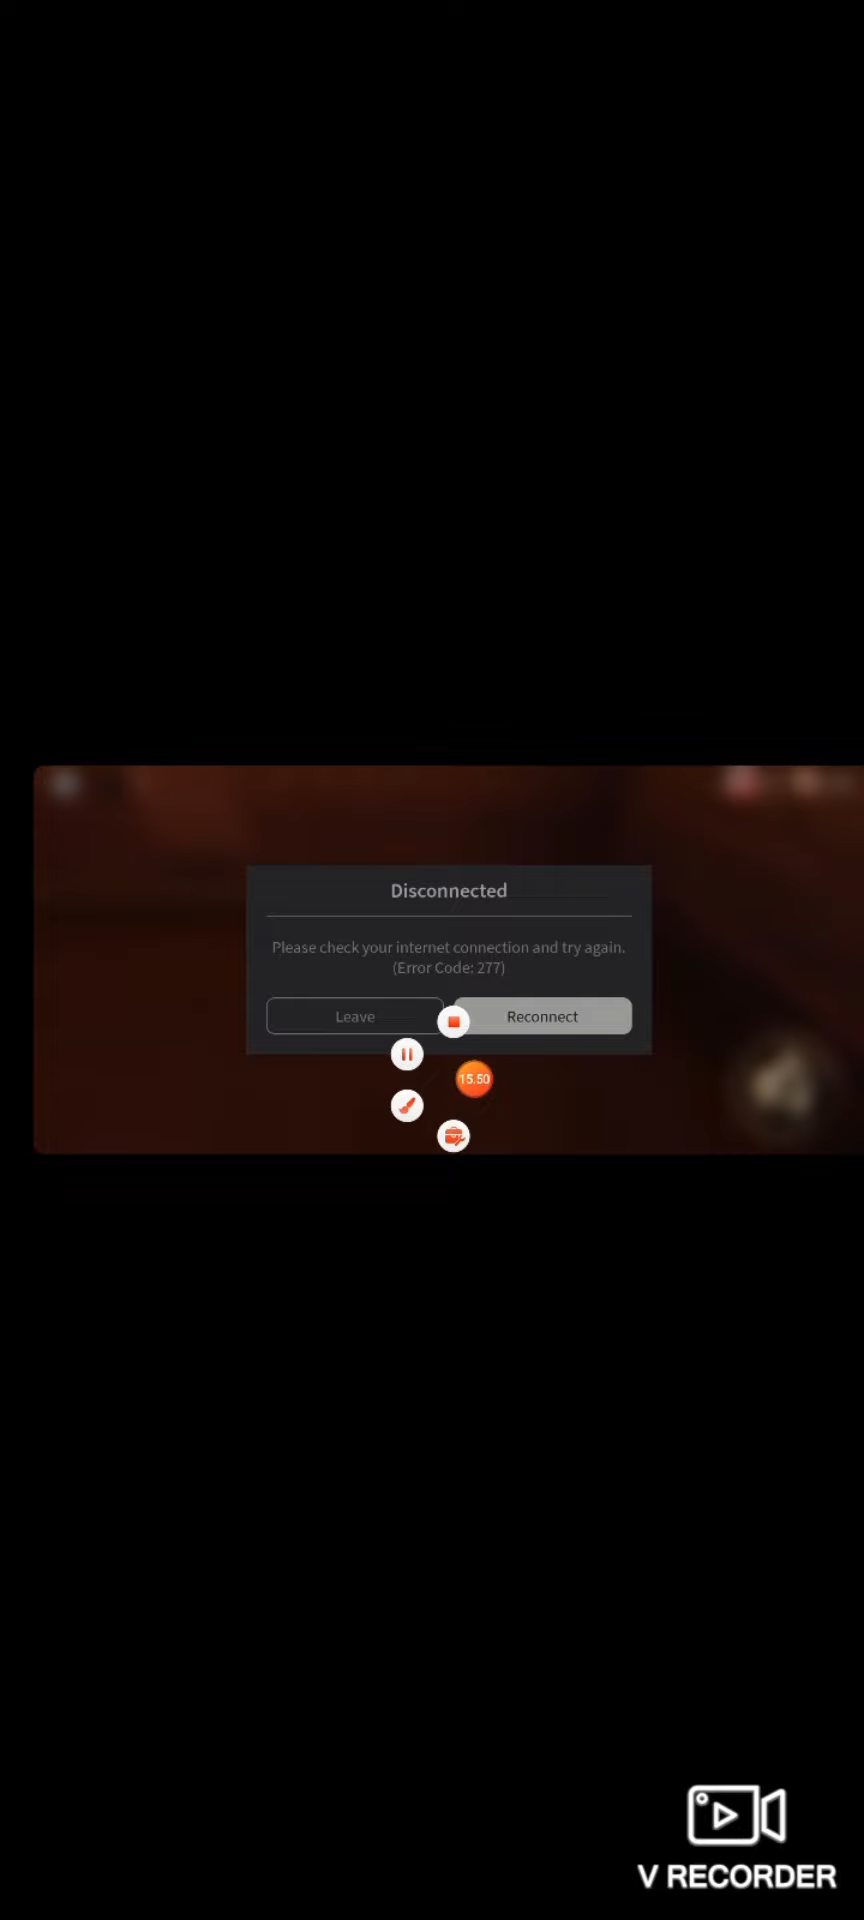 Disconnected
Please check your internet connection and try again.
(Error Code: 277)
Leave
Reconnect
15.50
V RECORDER